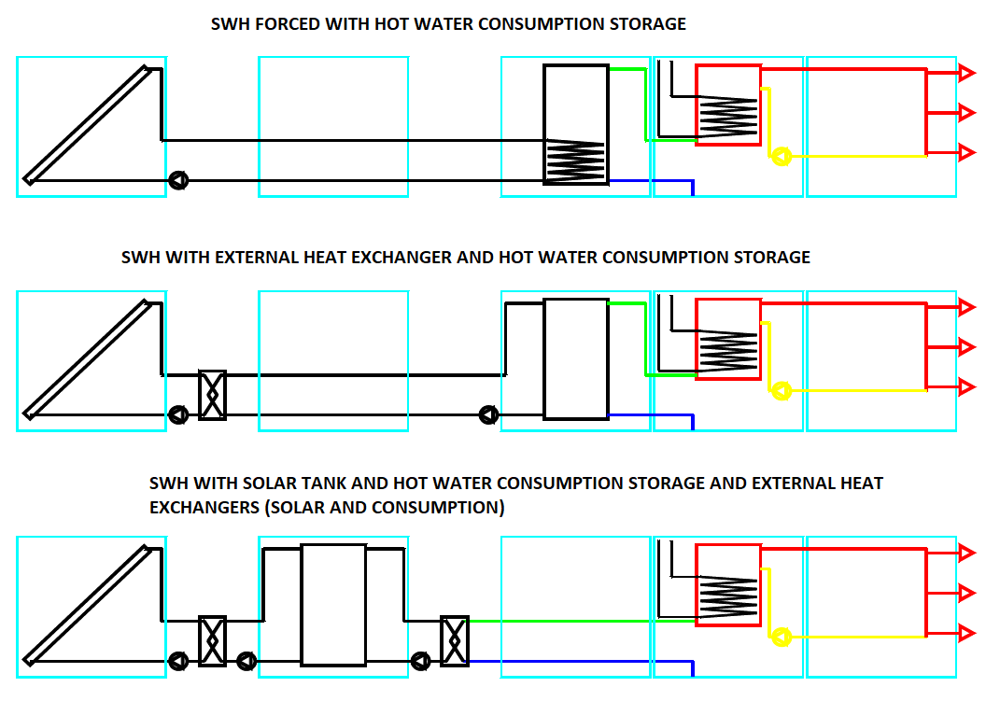 SWH FORCED WITH HOT WATER CONSUMPTION STORAGE
SWH WITH EXTERNAL HEAT EXCHANGER AND HOT WATER CONSUMPTION STORAGE
SWH WITH SOLAR TANK AND HOT WATER CONSUMPTION STORAGE AND EXTERNAL HEAT
EXCHANGERS (SOLAR AND CONSUMPTION)